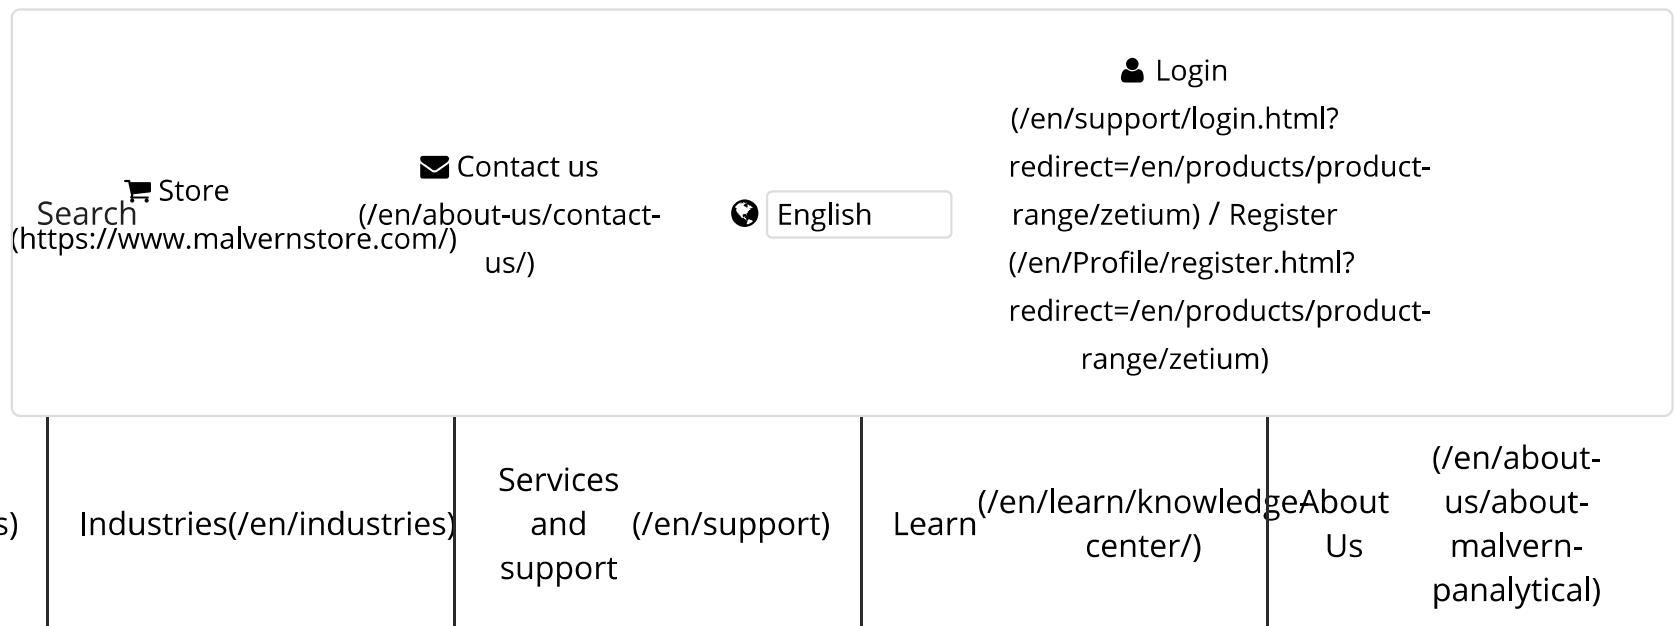 Search
Store
(https://www.malvernstore.com/)
Contact us
(/en/about-us/contact-
us/)
English
Login
(/en/support/login.html?
redirect=/en/products/product-
range/zetium) / Register
(/en/Profile/register.html?
redirect=/en/products/product-
range/zetium)
s)
Industries(/en/industries)
Services
and
support
(/en/support)
Learn
(/en/learn/knowledge-
center/)
About
Us
(/en/about-
us/about-
malvern-
panalytical)